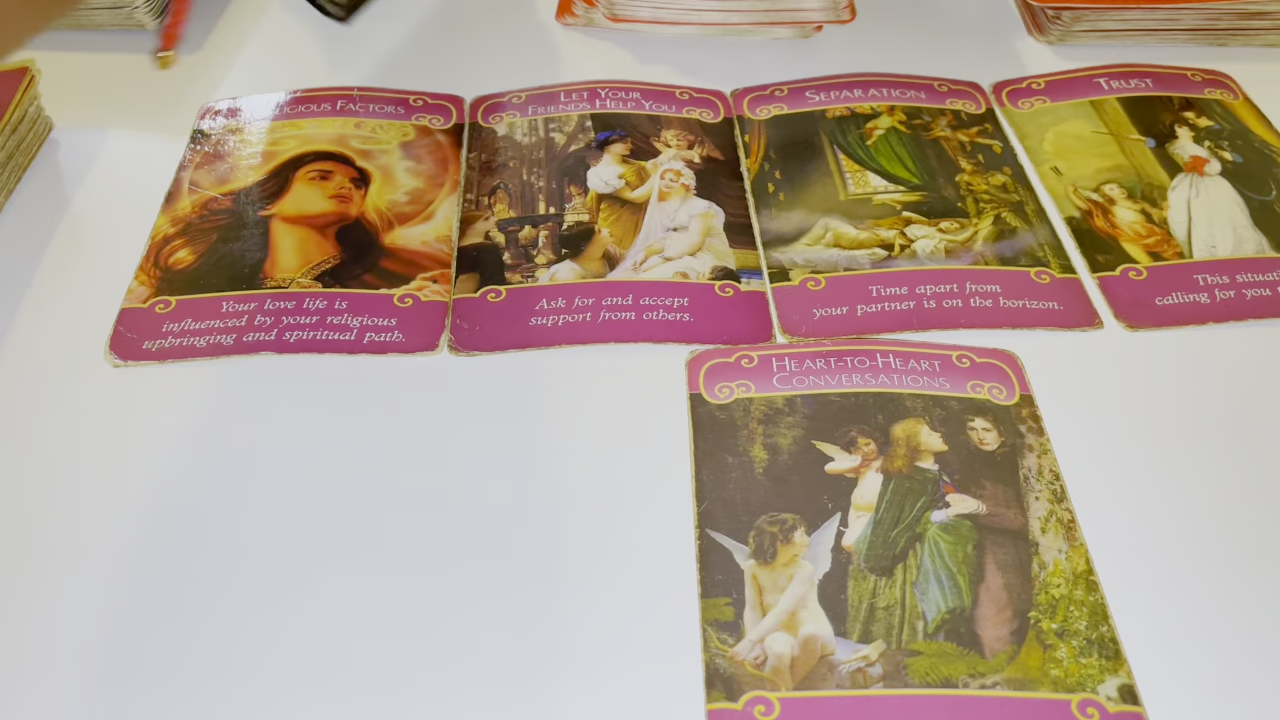 IGIOUS FACTORS
Your love life is
influenced by your religious
upbringing and spiritual path.
LET YOUR
FRIENDS HELP YOU
Ask for and accept
support from others.
SEPARATION
Time apart from
your partner is on the horizon.
TRUST
This
calling for you
HEART-TO-HEART
CONVERSATIONS